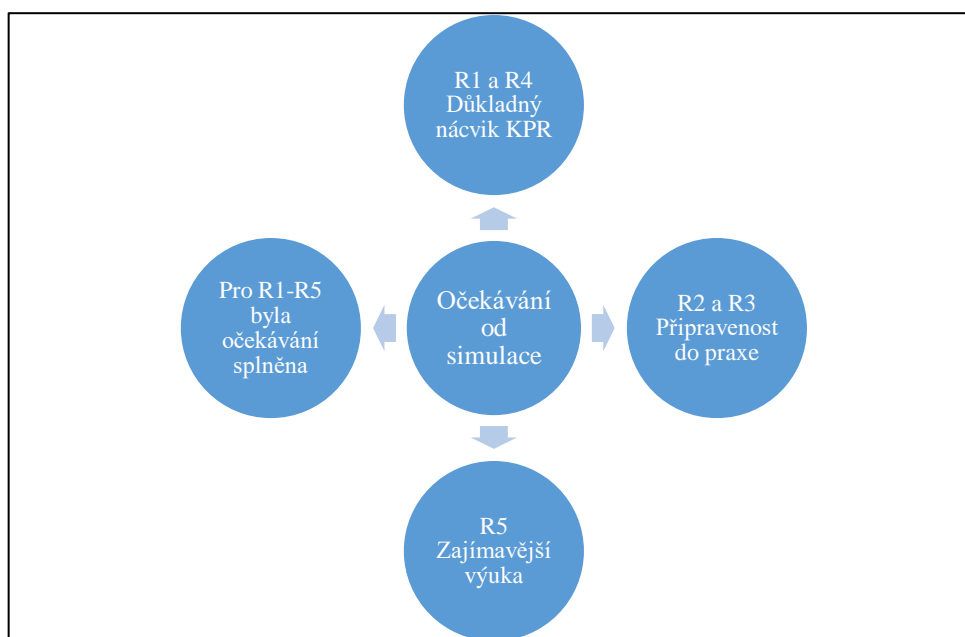 R1 a R4
Důkladný
nácvik KPR
Pro R1-R5
byla
očekávání
splněna
Očekávání
od
simulace
R2 a R3
Připravenost
do praxe
R5
Zajímavější
výuka